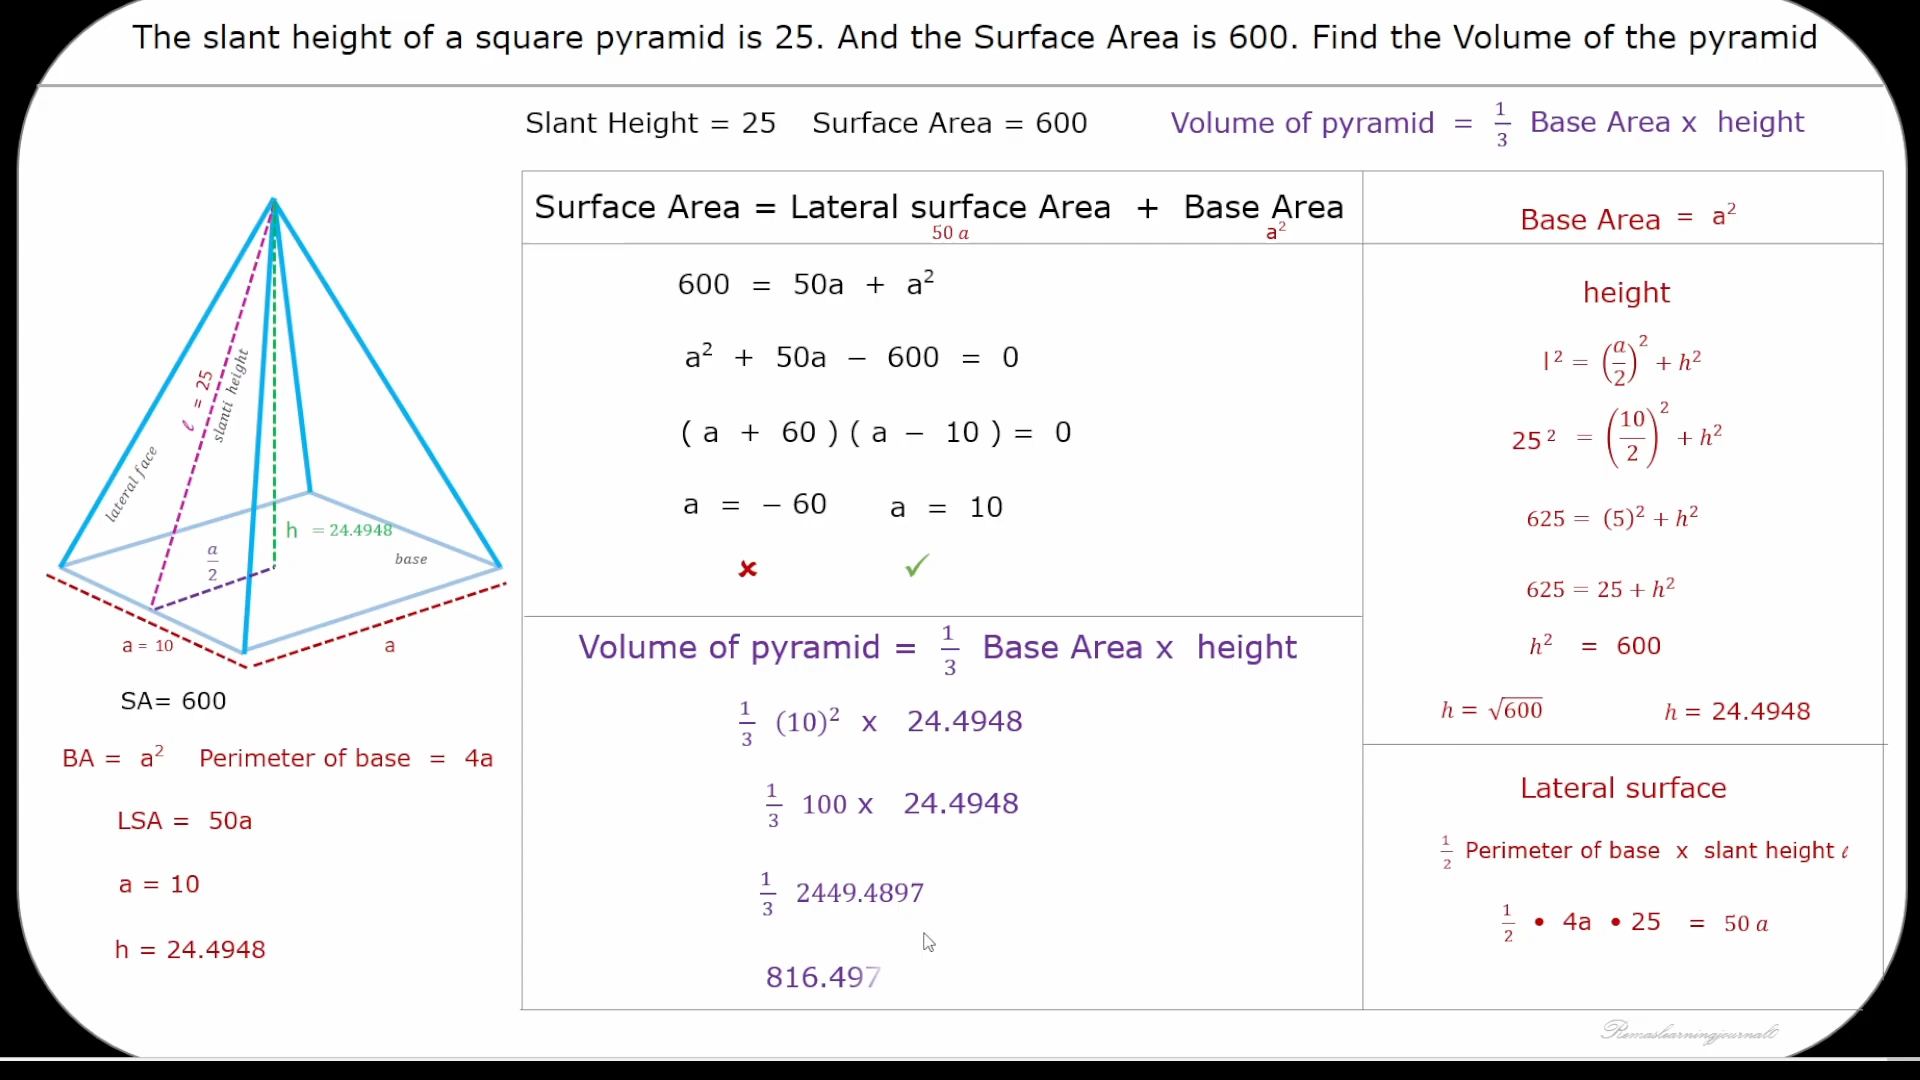 The slant height of a square pyramid is 25. And the Surface Area is 600. Find the Volume of the pyramid
Slant Height = 25 Surface Area = 600 Volume of pyramid = 1/3 Base Area x height
ℓ = 25
slanti height
lateral face
a/2
h = 24.4948
base
a = 10
a
SA= 600
BA = a² Perimeter of base = 4a
LSA = 50a
a = 10
h = 24.4948
Surface Area = Lateral surface Area + Base Area
50 a a²
600 = 50a + a²
a² + 50a − 600 = 0
( a + 60 ) ( a − 10 ) = 0
a = − 60 a = 10
✘ ✓
Volume of pyramid = 1/3 Base Area x height
1/3 (10)² x 24.4948
1/3 100 x 24.4948
1/3 2449.4897
816.497
Base Area = a²
height
l² = (a/2)² + h²
25² = (10/2)² + h²
625 = (5)² + h²
625 = 25 + h²
h² = 600
h = √600 h = 24.4948
Lateral surface
1/2 Perimeter of base x slant height ℓ
1/2 • 4a • 25 = 50 a
Remaslearningjournall